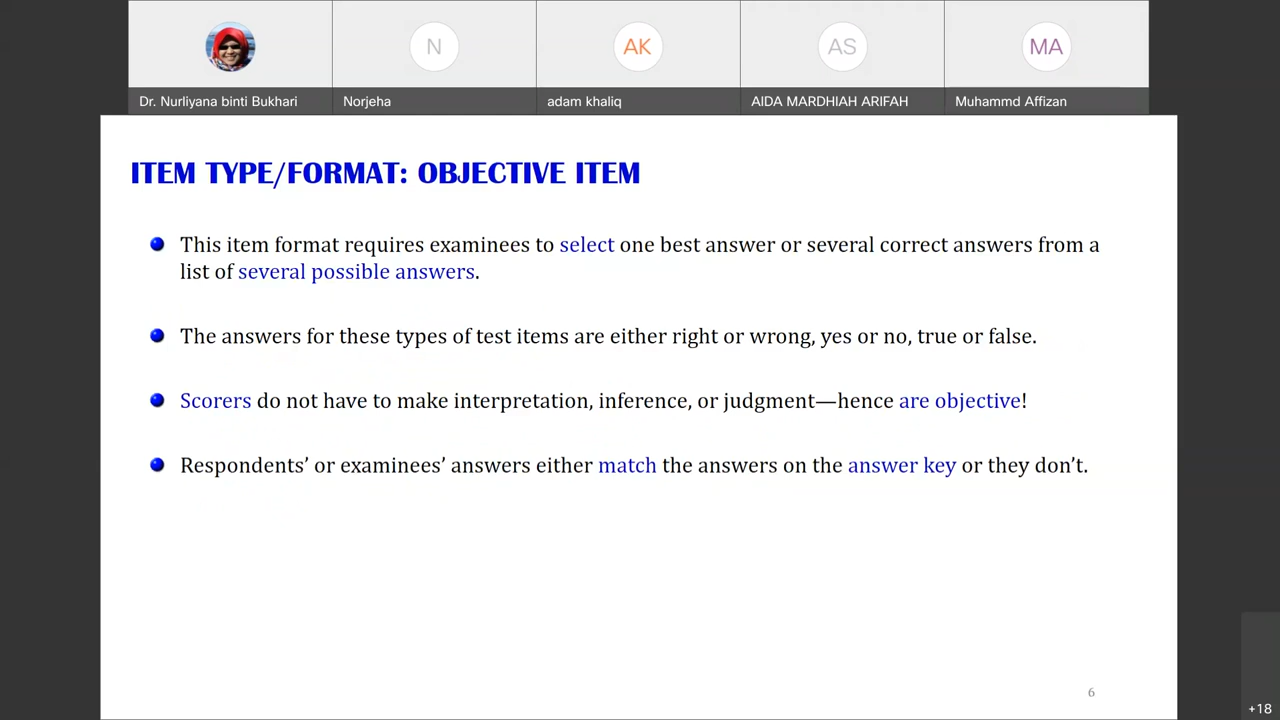 N
AK
AS
MA
Dr. Nurliyana binti Bukhari
Norjeha
adam khaliq
AIDA MARDHIAH ARIFAH
Muhammd Affizan
ITEM TYPE/FORMAT: OBJECTIVE ITEM
This item format requires examinees to select one best answer or several correct answers from a
list of several possible answers.
The answers for these types of test items are either right or wrong, yes or no, true or false.
Scorers do not have to make interpretation, inference, or judgment—hence are objective!
Respondents’ or examinees’ answers either match the answers on the answer key or they don’t.
6
+18